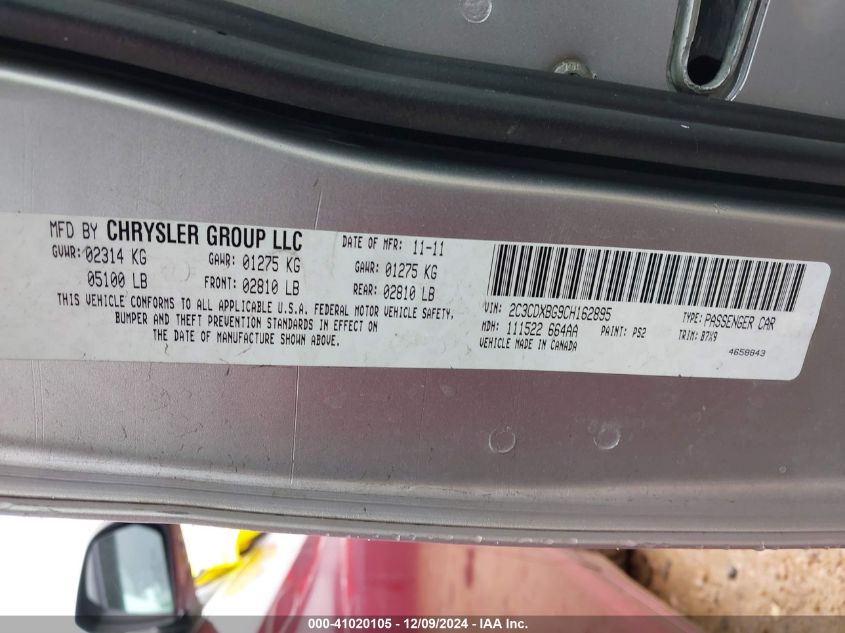 MFD BY CHRYSLER GROUP LLC DATE OF MFR: 11-11
GVWR: 02314 KG GAWR: 01275 KG GAWR: 01275 KG
05100 LB FRONT: 02810 LB REAR: 02810 LB
THIS VEHICLE CONFORMS TO ALL APPLICABLE U.S.A. FEDERAL MOTOR VEHICLE SAFETY,
BUMPER AND THEFT PREVENTION STANDARDS IN EFFECT ON
THE DATE OF MANUFACTURE SHOWN ABOVE.
VIN: 2C3CDXBG9CH162895 TYPE: PASSENGER CAR
MDH: 111522 664AA PAINT: PS2 TRIM: B7X9
VEHICLE MADE IN CANADA 4658843
000-41020105 - 12/09/2024 - IAA Inc.